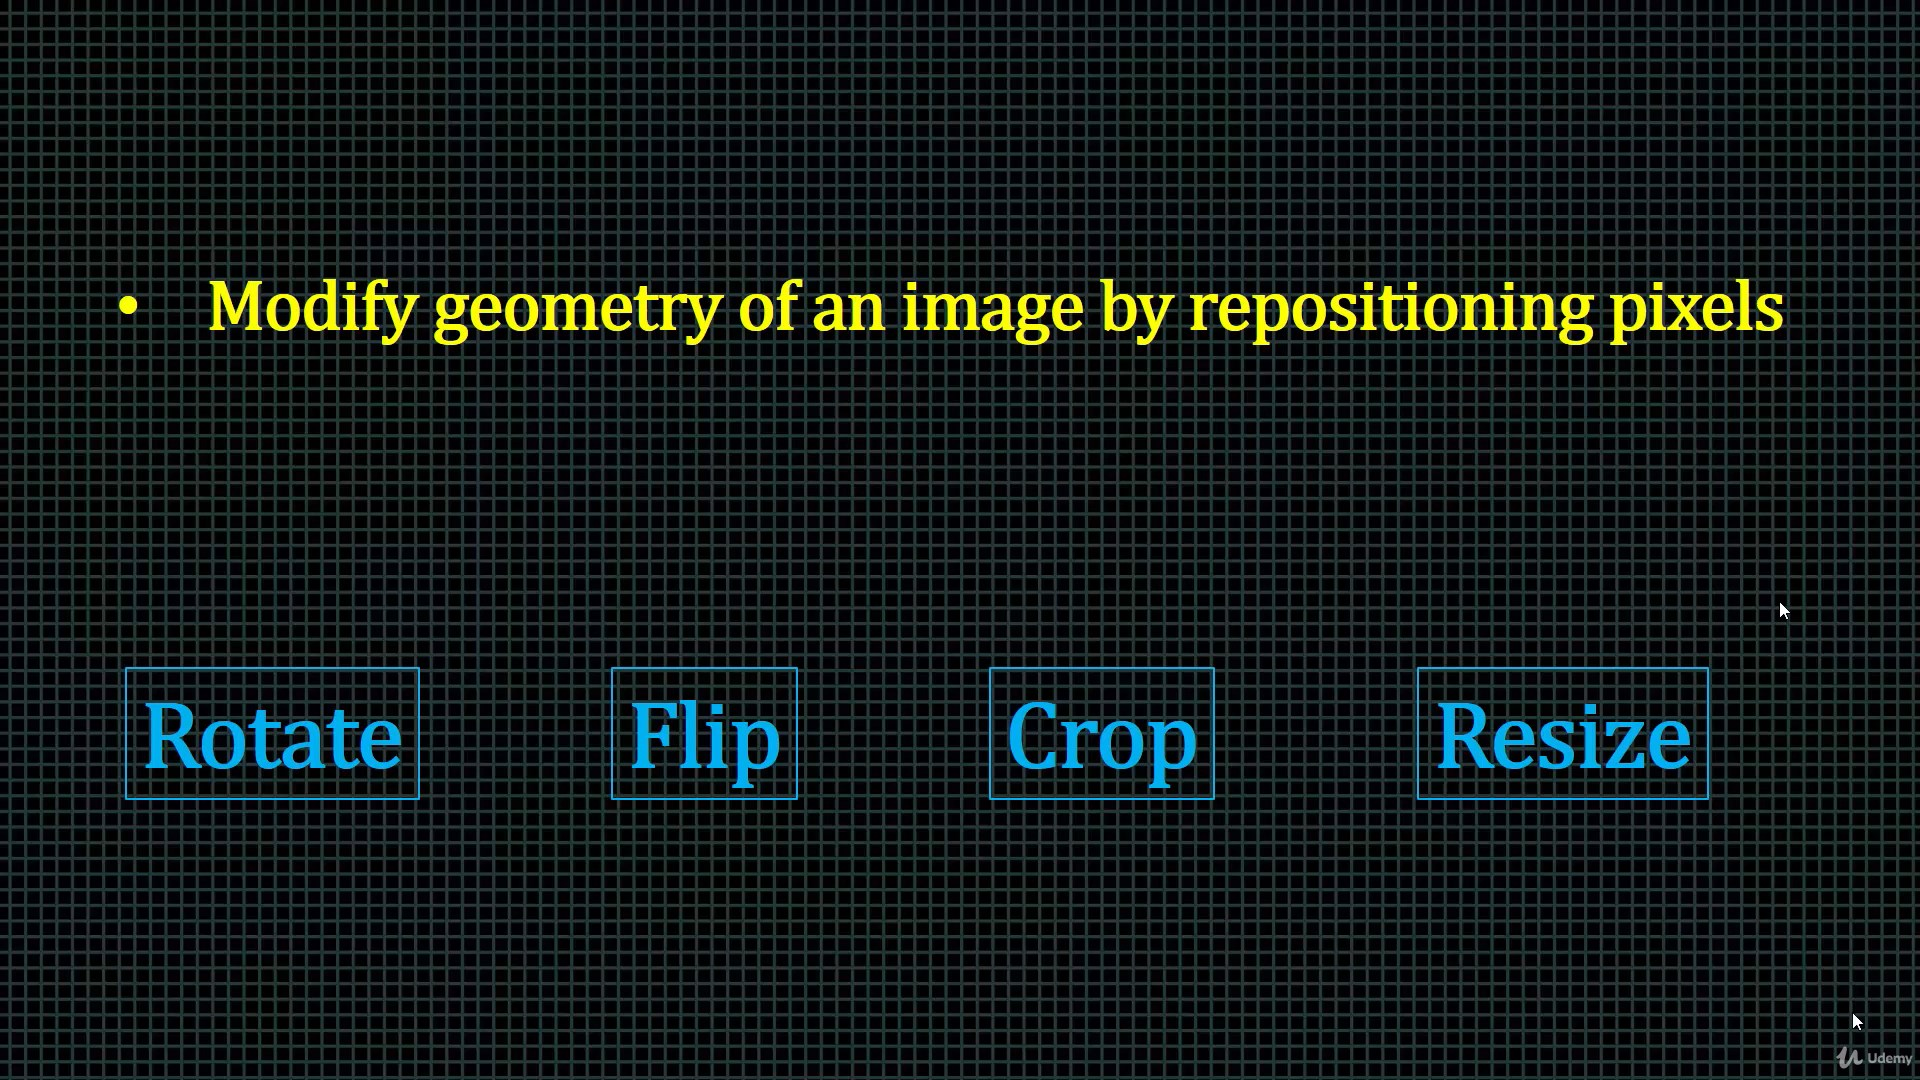 • Modify geometry of an image by repositioning pixels
Rotate Flip Crop Resize
Udemy